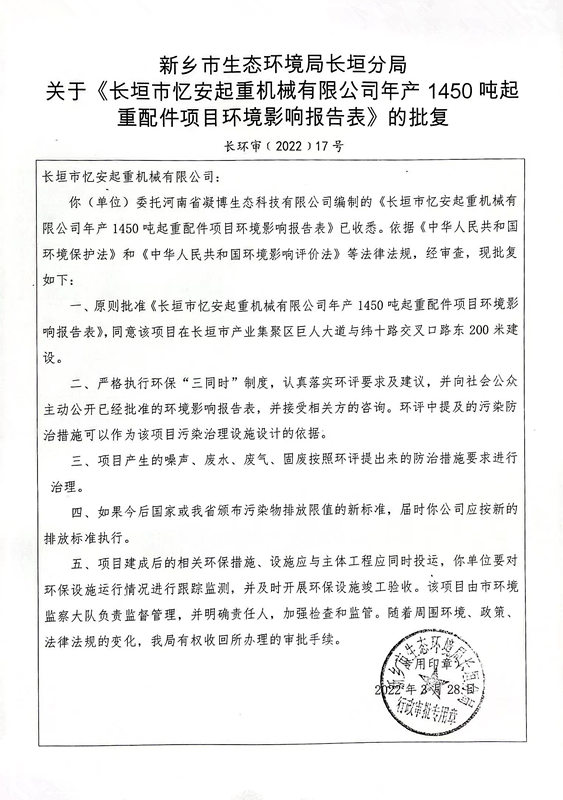 新乡市生态环境局长垣分局
关于《长垣市忆安起重机械有限公司年产 1450 吨起
重配件项目环境影响报告表》的批复
长环审﹝2022﹞17 号
长垣市忆安起重机械有限公司:
你（单位）委托河南省凝博生态科技有限公司编制的《长垣市忆安起重机械有
限公司年产 1450 吨起重配件项目环境影响报告表》已收悉。依据《中华人民共和国
环境保护法》和《中华人民共和国环境影响评价法》等法律法规，经审查，现批复
如下:
一、原则批准《长垣市忆安起重机械有限公司年产 1450 吨起重配件项目环境影
响报告表》，同意该项目在长垣市产业集聚区巨人大道与纬十路交叉口路东 200 米建
设。
二、严格执行环保“三同时”制度，认真落实环评要求及建议，并向社会公众
主动公开已经批准的环境影响报告表，并接受相关方的咨询。环评中提及的污染防
治措施可以作为该项目污染治理设施设计的依据。
三、项目产生的噪声、废水、废气、固废按照环评提出来的防治措施要求进行
治理。
四、如果今后国家或我省颁布污染物排放限值的新标准，届时你公司应按新的
排放标准执行。
五、项目建成后的相关环保措施、设施应与主体工程应同时投运，你单位要对
环保设施运行情况进行跟踪监测，并及时开展环保设施竣工验收。该项目由市环境
监察大队负责监督管理，并明确责任人，加强检查和监管。随着周围环境、政策、
法律法规的变化，我局有权收回所办理的审批手续。
用印章
2022 年 3 月 28 日
新乡市生态环境局长垣分局
行政审批专用章